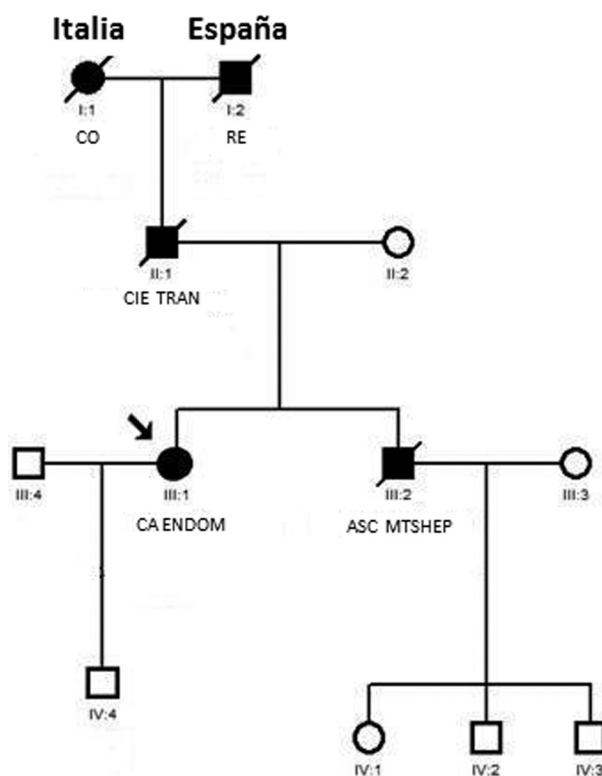 Italia España
I:1 I:2
CO RE
II:1 II:2
CIE TRAN
III:4 III:1 III:2 III:3
CA ENDOM ASC MTSHEP
IV:4
IV:1 IV:2 IV:3